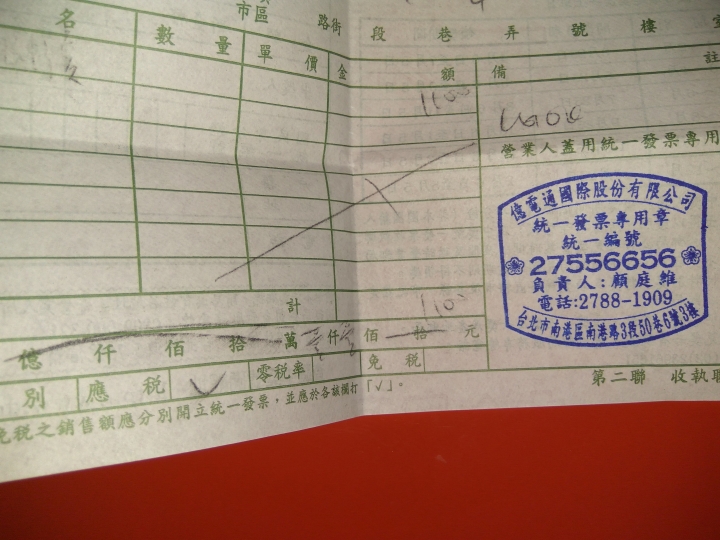 市區 路街 段 巷 弄 號 樓
名 數量 單價 金額 備註
1100
營業人蓋用統一發票專用
億電通國際股份有限公司
統一發票專用章
統一編號
27556656
負責人:顧庭維
電話:2788-1909
台北市南港區南港路3段50巷6號3樓
計
億 仟 佰 拾 萬 仟 佰 拾 元
別 應稅 ✓ 零稅率 免稅
免稅之銷售額應分別開立統一發票,並應於各該欄打「✓」。
第二聯 收執聯